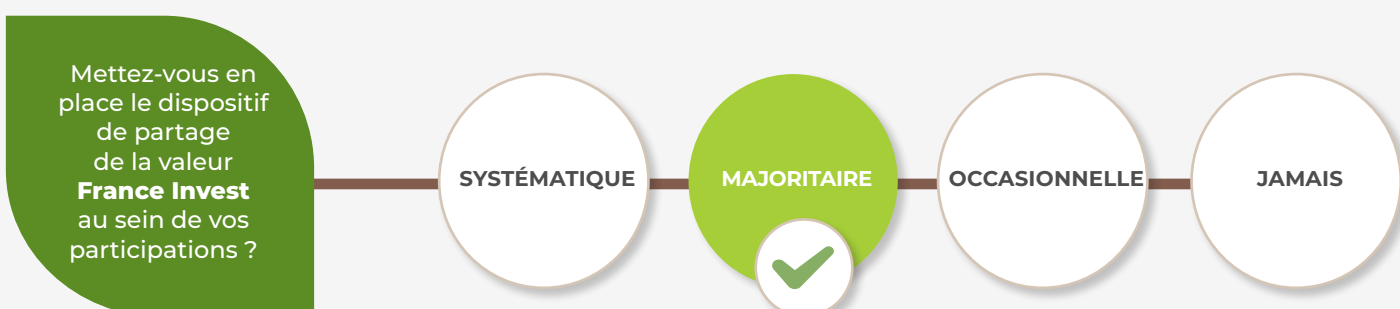 Mettez-vous en
place le dispositif
de partage
de la valeur
France Invest
au sein de vos
participations ?
SYSTÉMATIQUE
MAJORITAIRE
OCCASIONNELLE
JAMAIS